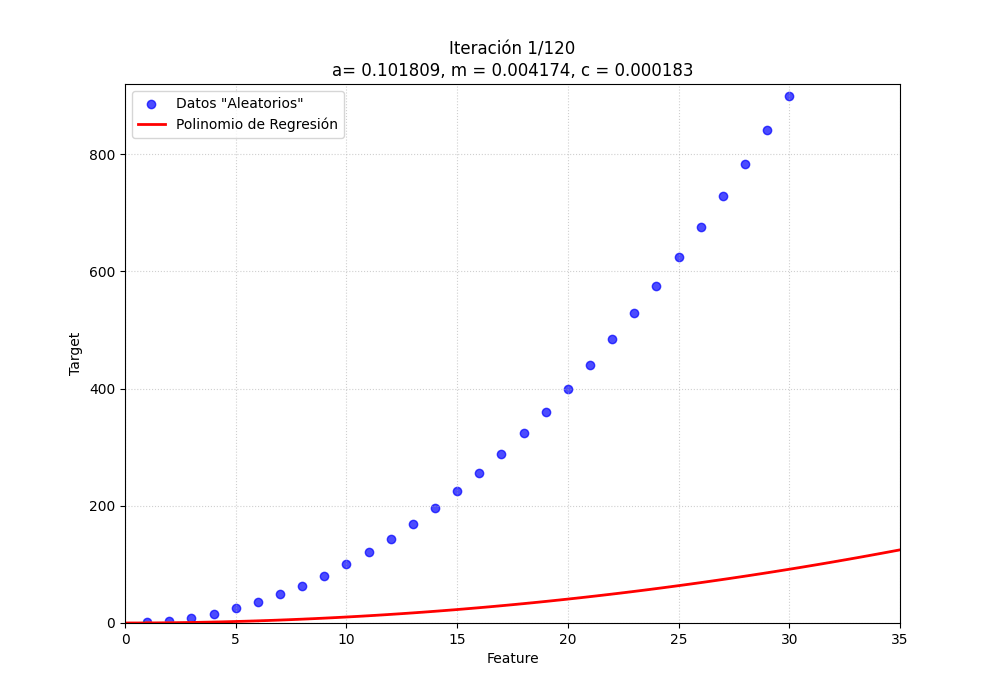 Iteración 1/120
a= 0.101809, m = 0.004174, c = 0.000183
Datos "Aleatorios"
Polinomio de Regresión
Target
800
600
400
200
0
0 5 10 15 20 25 30 35
Feature